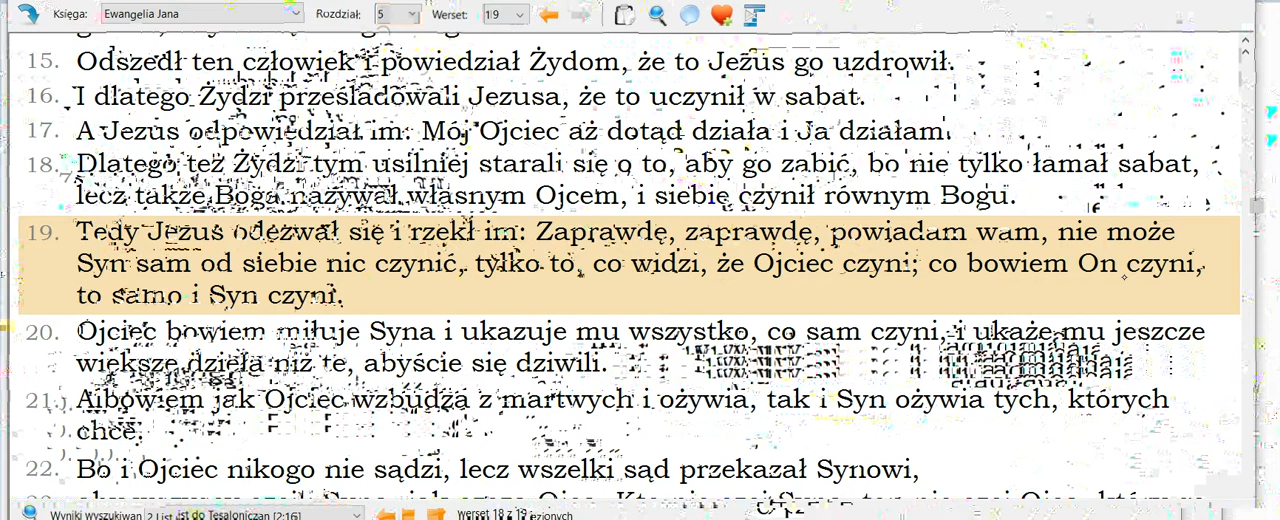 Księga: Ewangelia Jana Rozdział: 5 Werset: 19
15. Odszedł ten człowiek i powiedział Żydom, że to Jezus go uzdrowił.
16. I dlatego Żydzi prześladowali Jezusa, że to uczynił w sabat.
17. A Jezus odpowiedział im: Mój Ojciec aż dotąd działa i Ja działam.
18. Dlatego też Żydzi tym usilniej starali się o to, aby go zabić, bo nie tylko łamał sabat,
lecz także Boga nazywał własnym Ojcem, i siebie czynił równym Bogu.
19. Tedy Jezus odezwał się i rzekł im: Zaprawdę, zaprawdę, powiadam wam, nie może
Syn sam od siebie nic czynić, tylko to, co widzi, że Ojciec czyni; co bowiem On czyni,
to samo i Syn czyni.
20. Ojciec bowiem miłuje Syna i ukazuje mu wszystko, co sam czyni, i ukaże mu jeszcze
większe dzieła niż te, abyście się dziwili.
21. Albowiem jak Ojciec wzbudza z martwych i ożywia, tak i Syn ożywia tych, których
chce.
22. Bo i Ojciec nikogo nie sądzi, lecz wszelki sąd przekazał Synowi,
Wyniki wyszukiwan 2 List do Tesaloniczan (2:16) werset 18 z 19